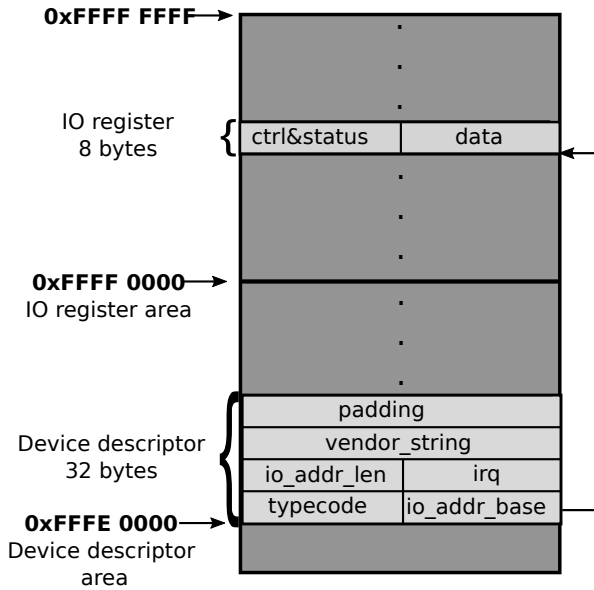 0xFFFF FFFF
IO register
8 bytes
ctrl&status data
0xFFFF 0000
IO register area
padding
Device descriptor
32 bytes
vendor_string
io_addr_len irq
typecode io_addr_base
0xFFFE 0000
Device descriptor
area